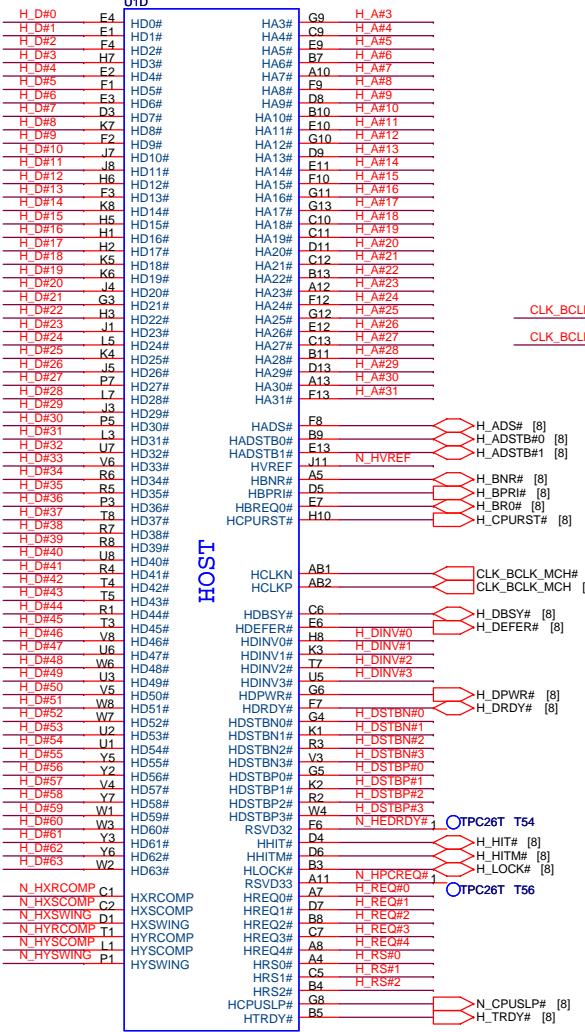 U1D
H_D#0 E4 HD0#
H_D#1 E1 HD1#
H_D#2 F4 HD2#
H_D#3 H7 HD3#
H_D#4 E2 HD4#
H_D#5 F1 HD5#
H_D#6 E3 HD6#
H_D#7 D3 HD7#
H_D#8 K7 HD8#
H_D#9 F2 HD9#
H_D#10 J7 HD10#
H_D#11 J8 HD11#
H_D#12 H6 HD12#
H_D#13 F3 HD13#
H_D#14 K8 HD14#
H_D#15 H5 HD15#
H_D#16 H1 HD16#
H_D#17 H2 HD17#
H_D#18 K5 HD18#
H_D#19 K6 HD19#
H_D#20 J4 HD20#
H_D#21 G3 HD21#
H_D#22 H3 HD22#
H_D#23 J1 HD23#
H_D#24 L5 HD24#
H_D#25 K4 HD25#
H_D#26 J5 HD26#
H_D#27 P7 HD27#
H_D#28 L7 HD28#
H_D#29 J3 HD29#
H_D#30 P5 HD30#
H_D#31 L3 HD31#
H_D#32 U7 HD32#
H_D#33 V6 HD33#
H_D#34 R6 HD34#
H_D#35 R5 HD35#
H_D#36 P3 HD36#
H_D#37 T8 HD37#
H_D#38 R7 HD38#
H_D#39 R8 HD39#
H_D#40 U8 HD40#
H_D#41 R4 HD41#
H_D#42 T4 HD42#
H_D#43 T5 HD43#
H_D#44 R1 HD44#
H_D#45 T3 HD45#
H_D#46 V8 HD46#
H_D#47 U6 HD47#
H_D#48 W6 HD48#
H_D#49 U3 HD49#
H_D#50 V5 HD50#
H_D#51 W8 HD51#
H_D#52 W7 HD52#
H_D#53 U2 HD53#
H_D#54 U1 HD54#
H_D#55 Y5 HD55#
H_D#56 Y2 HD56#
H_D#57 V4 HD57#
H_D#58 Y7 HD58#
H_D#59 W1 HD59#
H_D#60 W3 HD60#
H_D#61 Y3 HD61#
H_D#62 Y6 HD62#
H_D#63 W2 HD63#
N_HXRCOMP C1 HXRCOMP
N_HXSCOMP C2 HXSCOMP
N_HXSWING D1 HXSWING
N_HYRCOMP T1 HYRCOMP
N_HYSCOMP L1 HYSCOMP
N_HYSWING P1 HYSWING
HOST
HA3# G9 H_A#3
HA4# C9 H_A#4
HA5# E9 H_A#5
HA6# B7 H_A#6
HA7# A10 H_A#7
HA8# F9 H_A#8
HA9# D8 H_A#9
HA10# B10 H_A#10
HA11# E10 H_A#11
HA12# G10 H_A#12
HA13# D9 H_A#13
HA14# E11 H_A#14
HA15# F10 H_A#15
HA16# G11 H_A#16
HA17# G13 H_A#17
HA18# C10 H_A#18
HA19# C11 H_A#19
HA20# D11 H_A#20
HA21# C12 H_A#21
HA22# B13 H_A#22
HA23# A12 H_A#23
HA24# F12 H_A#24
HA25# G12 H_A#25
HA26# E12 H_A#26
HA27# C13 H_A#27
HA28# B11 H_A#28
HA29# D13 H_A#29
HA30# A13 H_A#30
HA31# F13 H_A#31
HADS# F8 H_ADS# [8]
HADSTB0# B9 H_ADSTB#0 [8]
HADSTB1# E13 H_ADSTB#1 [8]
HVREF J11 N_HVREF
HBNR# A5 H_BNR# [8]
HBPRI# D5 H_BPRI# [8]
HBREQ0# E7 H_BR0# [8]
HCPURST# H10 H_CPURST# [8]
HCLKN AB1 CLK_BCLK_MCH#
HCLKP AB2 CLK_BCLK_MCH [
HDBSY# C6 H_DBSY# [8]
HDEFER# E6 H_DEFER# [8]
HDINV0# H8 H_DINV#0
HDINV1# K3 H_DINV#1
HDINV2# T7 H_DINV#2
HDINV3# U5 H_DINV#3
HDPWR# G6 H_DPWR# [8]
HDRDY# F7 H_DRDY# [8]
HDSTBN0# G4 H_DSTBN#0
HDSTBN1# K1 H_DSTBN#1
HDSTBN2# R3 H_DSTBN#2
HDSTBN3# V3 H_DSTBN#3
HDSTBP0# G5 H_DSTBP#0
HDSTBP1# K2 H_DSTBP#1
HDSTBP2# R2 H_DSTBP#2
HDSTBP3# W4 H_DSTBP#3
RSVD32 F6 N_HEDRDY# 1 TPC26T T54
HHIT# D4 H_HIT# [8]
HHITM# D6 H_HITM# [8]
HLOCK# B3 H_LOCK# [8]
RSVD33 A11 N_HPCREQ# 1 TPC26T T56
HREQ0# A7 H_REQ#0
HREQ1# D7 H_REQ#1
HREQ2# B8 H_REQ#2
HREQ3# C7 H_REQ#3
HREQ4# A8 H_REQ#4
HRS0# A4 H_RS#0
HRS1# C5 H_RS#1
HRS2# B4 H_RS#2
HCPUSLP# G8 N_CPUSLP# [8]
HTRDY# B5 H_TRDY# [8]
CLK_BCL
CLK_BCL